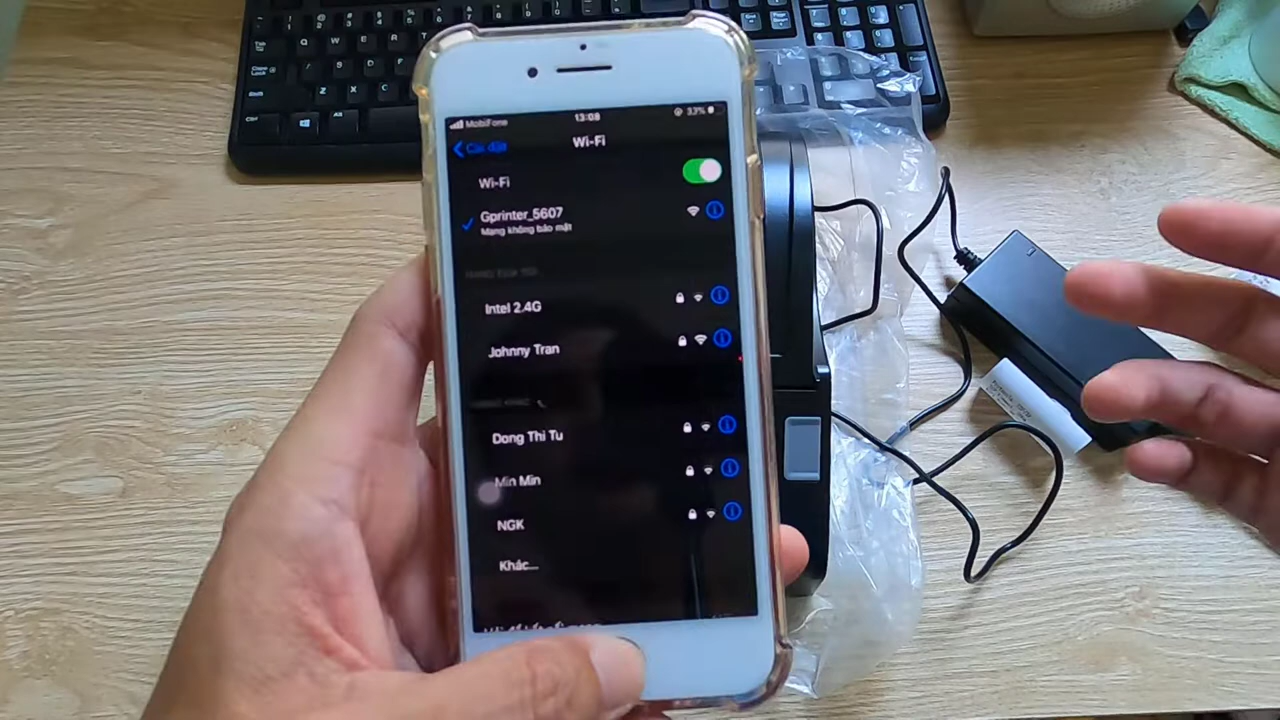 MobiFone 13:08 33%
Cài đặt Wi-Fi
Wi-Fi
Gprinter_5607
Mạng không bảo mật
Intel 2.4G
Johnny Tran
Dong Thi Tu
Min Min
NGK
Khác...